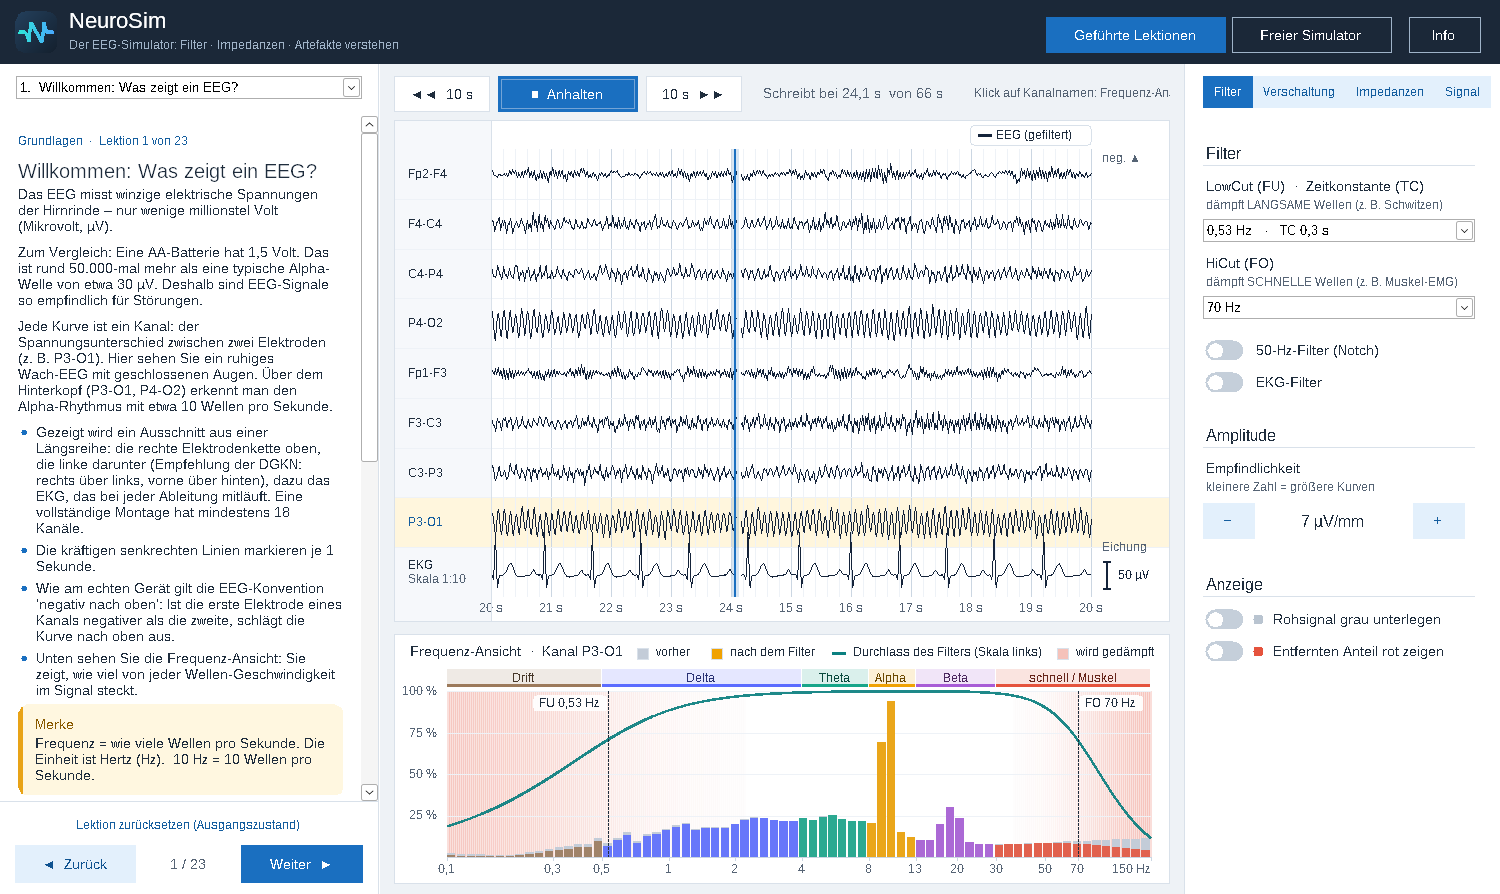 NeuroSim
Der EEG-Simulator: Filter · Impedanzen · Artefakte verstehen
Geführte Lektionen
Freier Simulator
Info
1. Willkommen: Was zeigt ein EEG?
Grundlagen · Lektion 1 von 23
Willkommen: Was zeigt ein EEG?
Das EEG misst winzige elektrische Spannungen
der Hirnrinde – nur wenige millionstel Volt
(Mikrovolt, µV).
Zum Vergleich: Eine AA-Batterie hat 1,5 Volt. Das
ist rund 50.000-mal mehr als eine typische Alpha-
Welle von etwa 30 µV. Deshalb sind EEG-Signale
so empfindlich für Störungen.
Jede Kurve ist ein Kanal: der
Spannungsunterschied zwischen zwei Elektroden
(z. B. P3-O1). Hier sehen Sie ein ruhiges
Wach-EEG mit geschlossenen Augen. Über dem
Hinterkopf (P3-O1, P4-O2) erkennt man den
Alpha-Rhythmus mit etwa 10 Wellen pro Sekunde.
• Gezeigt wird ein Ausschnitt aus einer
Längsreihe: die rechte Elektrodenkette oben,
die linke darunter (Empfehlung der DGKN:
rechts über links, vorne über hinten), dazu das
EKG, das bei jeder Ableitung mitläuft. Eine
vollständige Montage hat mindestens 18
Kanäle.
• Die kräftigen senkrechten Linien markieren je 1
Sekunde.
• Wie am echten Gerät gilt die EEG-Konvention
'negativ nach oben': Ist die erste Elektrode eines
Kanals negativer als die zweite, schlägt die
Kurve nach oben aus.
• Unten sehen Sie die Frequenz-Ansicht: Sie
zeigt, wie viel von jeder Wellen-Geschwindigkeit
im Signal steckt.
Merke
Frequenz = wie viele Wellen pro Sekunde. Die
Einheit ist Hertz (Hz). 10 Hz = 10 Wellen pro
Sekunde.
Lektion zurücksetzen (Ausgangszustand)
◄ Zurück
1 / 23
Weiter ►
◄◄ 10 s
■ Anhalten
10 s ►►
Schreibt bei 24,1 s von 66 s
Klick auf Kanalnamen: Frequenz-An
EEG (gefiltert)
neg. ▲
Fp2-F4
F4-C4
C4-P4
P4-O2
Fp1-F3
F3-C3
C3-P3
P3-O1
EKG
Skala 1:10
Eichung
50 µV
20 s 21 s 22 s 23 s 24 s 15 s 16 s 17 s 18 s 19 s 20 s
Frequenz-Ansicht · Kanal P3-O1
vorher
nach dem Filter
Durchlass des Filters (Skala links)
wird gedämpft
Drift Delta Theta Alpha Beta schnell / Muskel
FU 0,53 Hz
FO 70 Hz
100 %
75 %
50 %
25 %
0,1 0,3 0,5 1 2 4 8 13 20 30 50 70 150 Hz
Filter
Verschaltung
Impedanzen
Signal
Filter
LowCut (FU) · Zeitkonstante (TC)
dämpft LANGSAME Wellen (z. B. Schwitzen)
0,53 Hz · TC 0,3 s
HiCut (FO)
dämpft SCHNELLE Wellen (z. B. Muskel-EMG)
70 Hz
50-Hz-Filter (Notch)
EKG-Filter
Amplitude
Empfindlichkeit
kleinere Zahl = größere Kurven
−
7 µV/mm
+
Anzeige
Rohsignal grau unterlegen
Entfernten Anteil rot zeigen